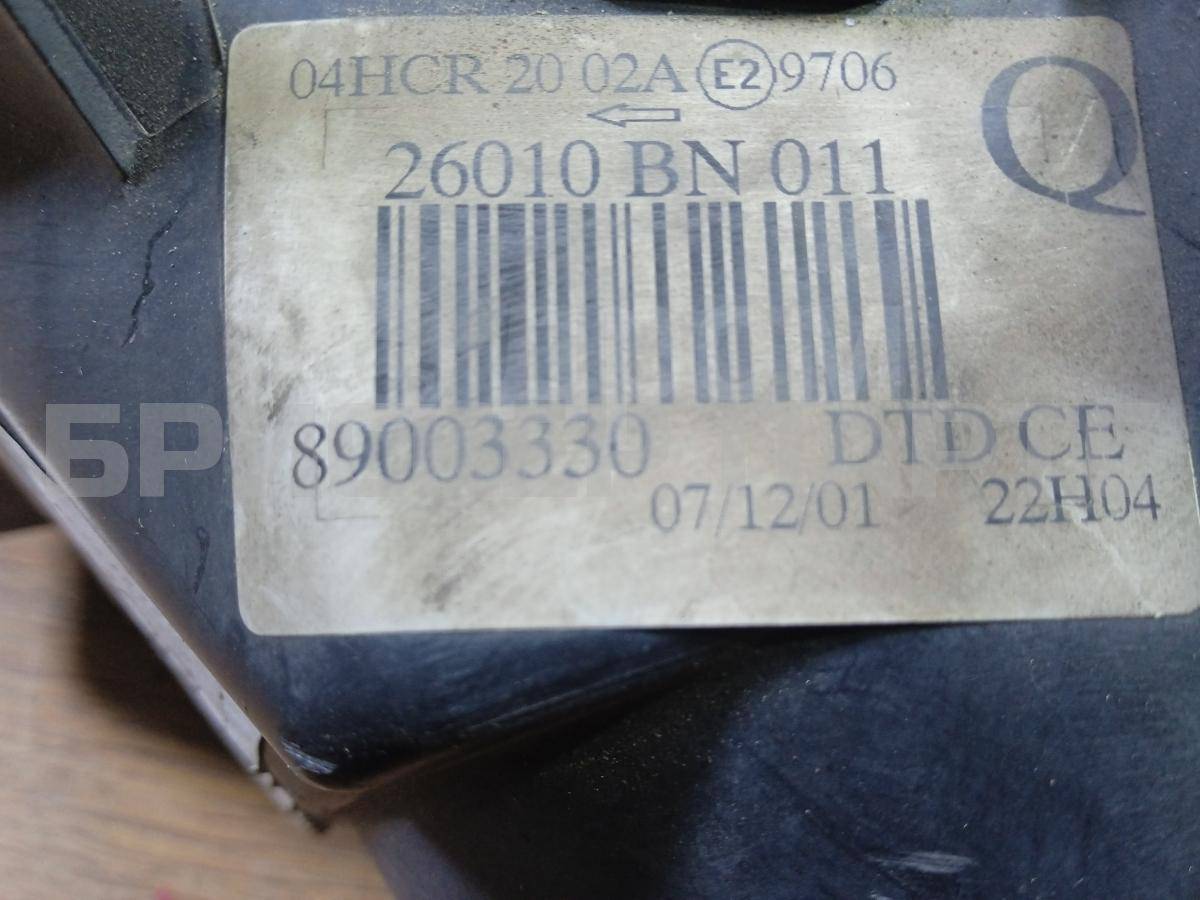 04HCR 20 02A E2 9706
Q
26010 BN 011
89003330 DTD CE
07/12/01 22H04
БР